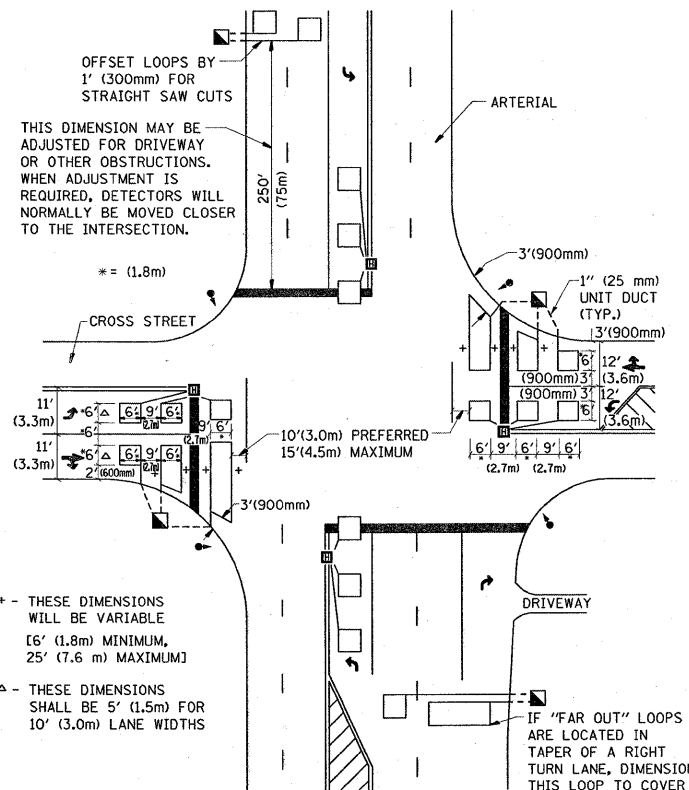 OFFSET LOOPS BY
1' (300mm) FOR
STRAIGHT SAW CUTS
THIS DIMENSION MAY BE
ADJUSTED FOR DRIVEWAY
OR OTHER OBSTRUCTIONS.
WHEN ADJUSTMENT IS
REQUIRED, DETECTORS WILL
NORMALLY BE MOVED CLOSER
TO THE INTERSECTION.
* = (1.8m)
250'
(75m)
ARTERIAL
3'(900mm)
1" (25 mm)
UNIT DUCT
(TYP.)
3'(900mm)
CROSS STREET
+
+
+
*6'
12'
(3.6m)
(900mm) 3'
(900mm) 3'
12'
(3.6m)
*6'
6' 9' 6' 9' 6'
* * *
(2.7m) (2.7m)
11'
(3.3m)
*6' △ 6' 9' 6'
* (2.7m) *
*6'
9' 6'
(2.7m) *
11'
(3.3m)
*6' △ 6' 9' 6'
* (2.7m) *
2' (600mm)
+
+
+
10'(3.0m) PREFERRED
15'(4.5m) MAXIMUM
3'(900mm)
H
H
H
H
+ - THESE DIMENSIONS
WILL BE VARIABLE
[6' (1.8m) MINIMUM,
25' (7.6 m) MAXIMUM]
△ - THESE DIMENSIONS
SHALL BE 5' (1.5m) FOR
10' (3.0m) LANE WIDTHS
DRIVEWAY
IF "FAR OUT" LOOPS
ARE LOCATED IN
TAPER OF A RIGHT
TURN LANE, DIMENSION
THIS LOOP TO COVER